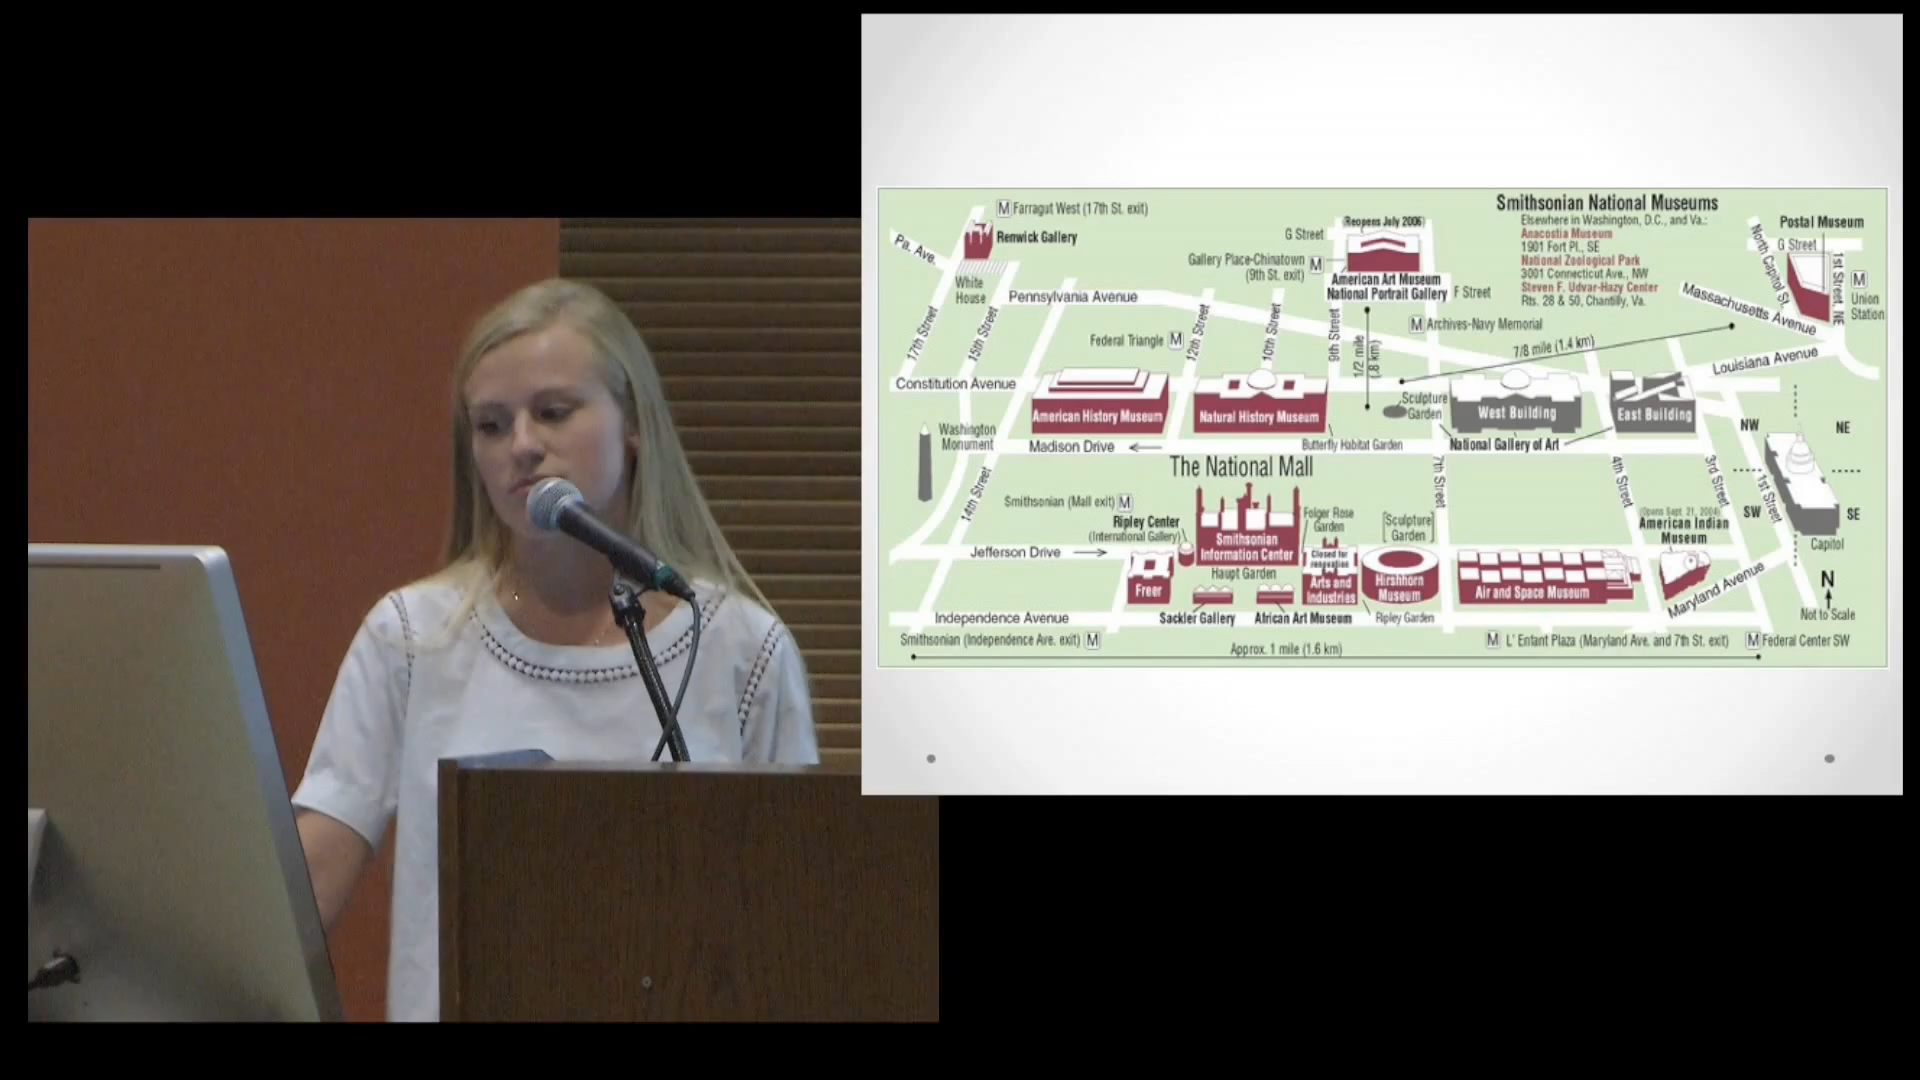 M Farragut West (17th St. exit)
Renwick Gallery
Pa. Ave.
White
House
17th Street
15th Street
Pennsylvania Avenue
Federal Triangle M
12th Street
10th Street
9th Street
G Street
(Reopens July 2006)
Gallery Place-Chinatown M
(9th St. exit)
American Art Museum
National Portrait Gallery
F Street
1/2 mile
(.8 km)
M Archives-Navy Memorial
Smithsonian National Museums
Elsewhere in Washington, D.C., and Va.:
Anacostia Museum
1901 Fort Pl., SE
National Zoological Park
3001 Connecticut Ave., NW
Steven F. Udvar-Hazy Center
Rts. 28 & 50, Chantilly, Va.
Postal Museum
G Street
North Capitol St.
1st Street, NE
M
Union
Station
Massachusetts Avenue
7/8 mile (1.4 km)
Louisiana Avenue
Constitution Avenue
American History Museum
Natural History Museum
Sculpture
Garden
West Building
East Building
Washington
Monument
Madison Drive
Butterfly Habitat Garden
National Gallery of Art
NW
NE
The National Mall
14th Street
7th Street
4th Street
3rd Street
1st Street
SW
SE
Capitol
Smithsonian (Mall exit) M
Ripley Center
(International Gallery)
Smithsonian
Information Center
Folger Rose
Garden
[Sculpture
Garden]
(Opens Sept. 21, 2004)
American Indian
Museum
Jefferson Drive
Haupt Garden
Freer
Closed for
renovation
Arts and
Industries
Hirshhorn
Museum
Air and Space Museum
Maryland Avenue
N
Not to Scale
Independence Avenue
Sackler Gallery
African Art Museum
Ripley Garden
Smithsonian (Independence Ave. exit) M
Approx. 1 mile (1.6 km)
M L' Enfant Plaza (Maryland Ave. and 7th St. exit)
M Federal Center SW